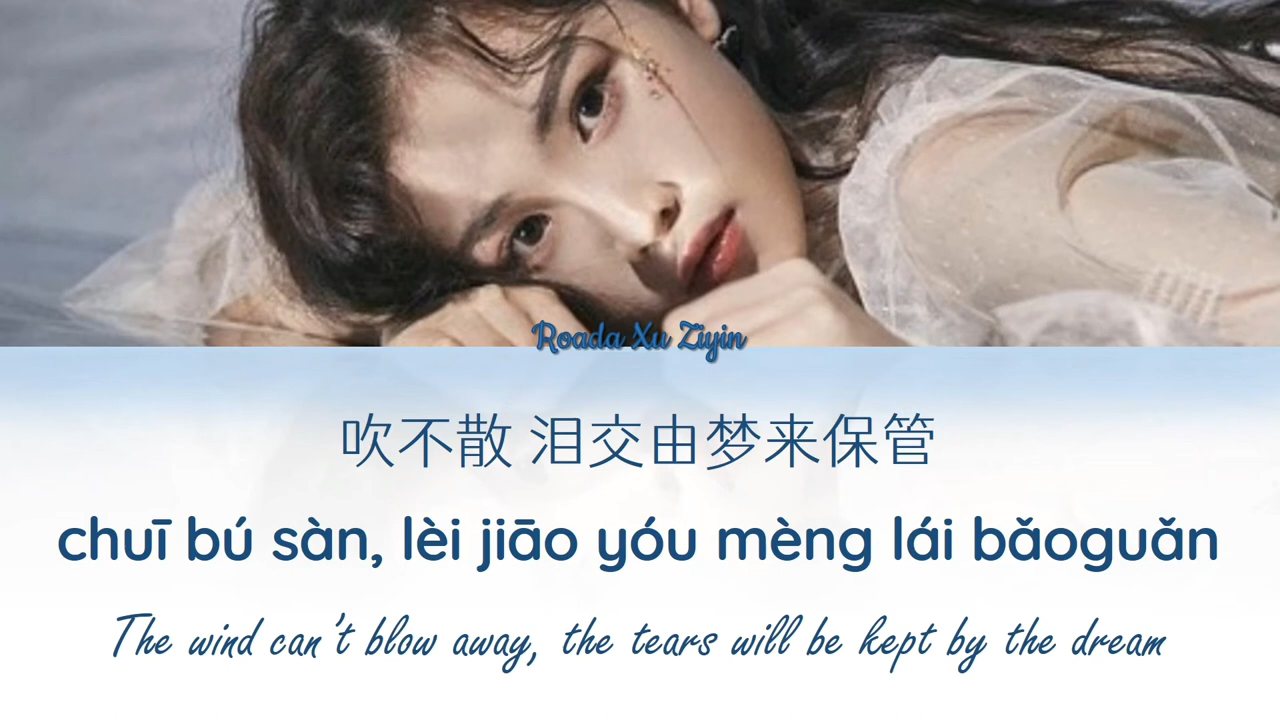 Roada Xu Ziyin
吹不散 泪交由梦来保管
chuī bú sàn, lèi jiāo yóu mèng lái bǎoguǎn
The wind can't blow away, the tears will be kept by the dream